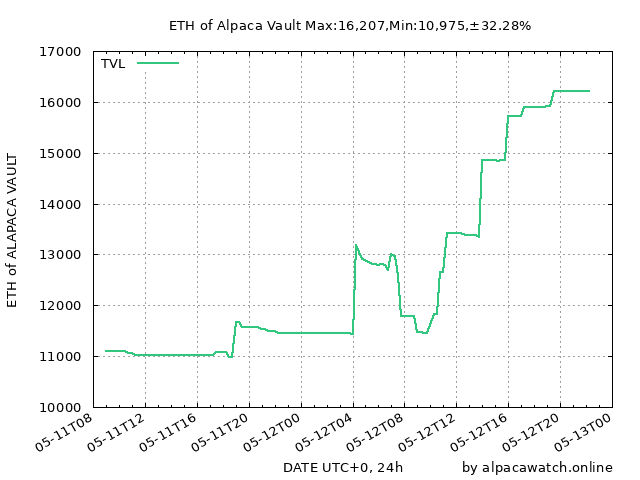 ETH of Alpaca Vault Max:16,207,Min:10,975,±32.28%
17000
TVL
16000
15000
14000
13000
12000
11000
10000
ETH of ALAPACA VAULT
05-11T08
05-11T12
05-11T16
05-11T20
05-12T00
05-12T04
05-12T08
05-12T12
05-12T16
05-12T20
05-13T00
DATE UTC+0, 24h
by alpacawatch.online